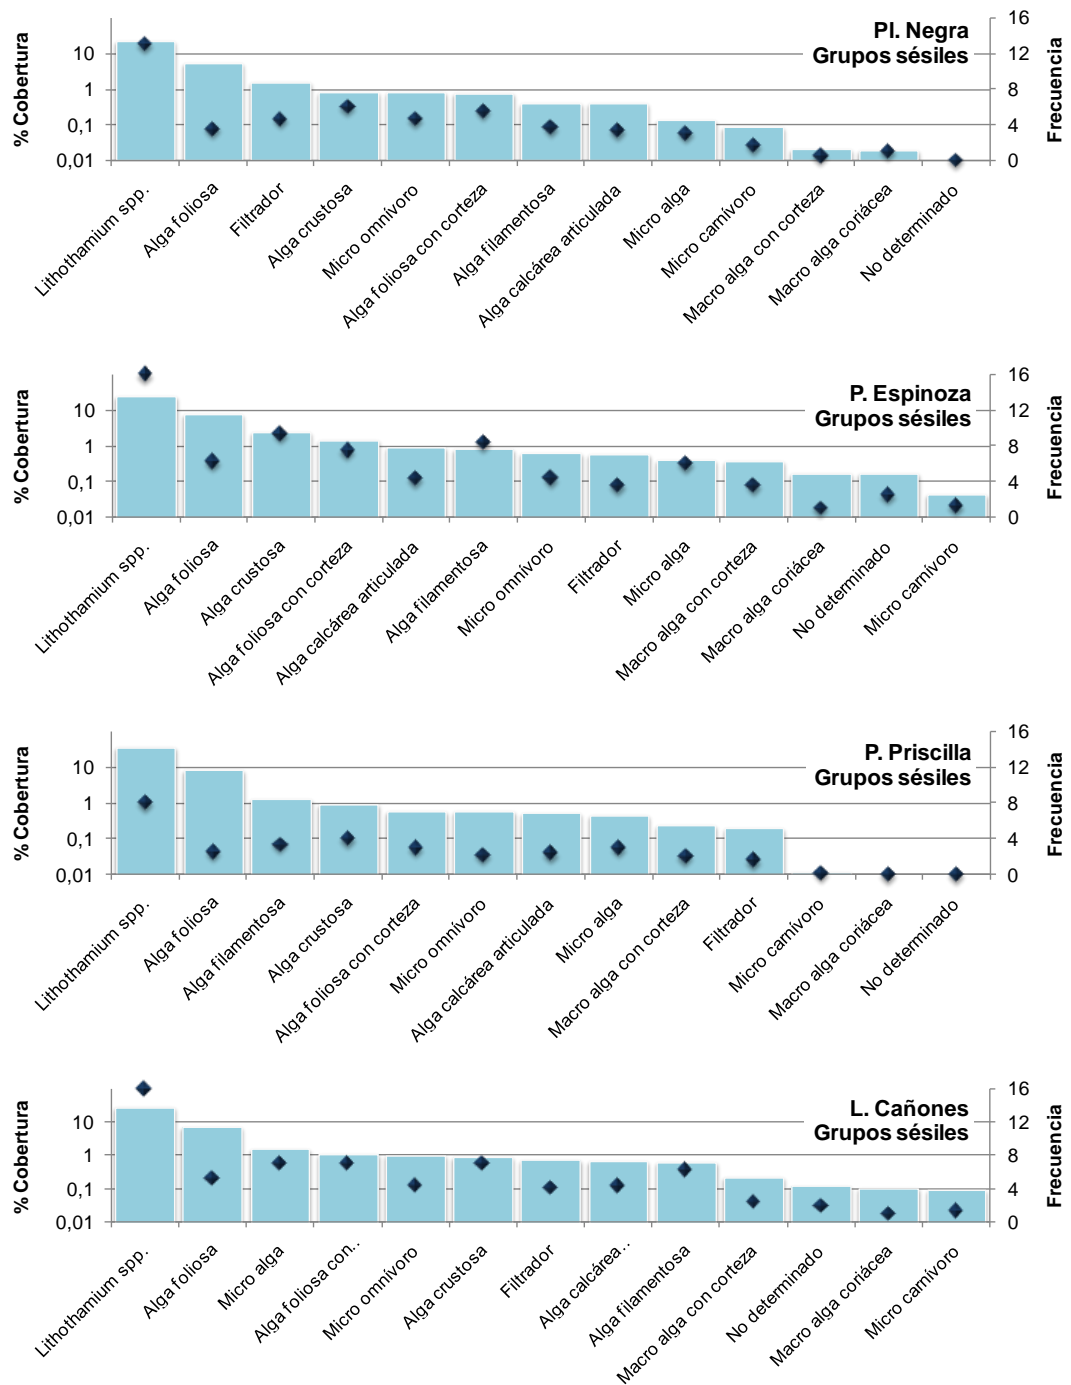 Pl. Negra
Grupos sésiles
% Cobertura
10
1
0,1
0,01
16
12
8
4
0
Frecuencia
Lithothamium spp.
Alga foliosa
Filtrador
Alga crustosa
Micro omnívoro
Alga foliosa con corteza
Alga filamentosa
Alga calcárea articulada
Micro alga
Micro carnívoro
Macro alga con corteza
Macro alga coriácea
No determinado
P. Espinoza
Grupos sésiles
% Cobertura
10
1
0,1
0,01
16
12
8
4
0
Frecuencia
Lithothamium spp.
Alga foliosa
Alga crustosa
Alga foliosa con corteza
Alga calcárea articulada
Alga filamentosa
Micro omnívoro
Filtrador
Micro alga
Macro alga con corteza
Macro alga coriácea
No determinado
Micro carnívoro
P. Priscilla
Grupos sésiles
% Cobertura
10
1
0,1
0,01
16
12
8
4
0
Frecuencia
Lithothamium spp.
Alga foliosa
Alga filamentosa
Alga crustosa
Alga foliosa con corteza
Micro omnívoro
Alga calcárea articulada
Micro alga
Macro alga con corteza
Filtrador
Micro carnívoro
Macro alga coriácea
No determinado
L. Cañones
Grupos sésiles
% Cobertura
10
1
0,1
0,01
16
12
8
4
0
Frecuencia
Lithothamium spp.
Alga foliosa
Micro alga
Alga foliosa con..
Micro omnívoro
Alga crustosa
Filtrador
Alga calcárea..
Alga filamentosa
Macro alga con corteza
No determinado
Macro alga coriácea
Micro carnívoro